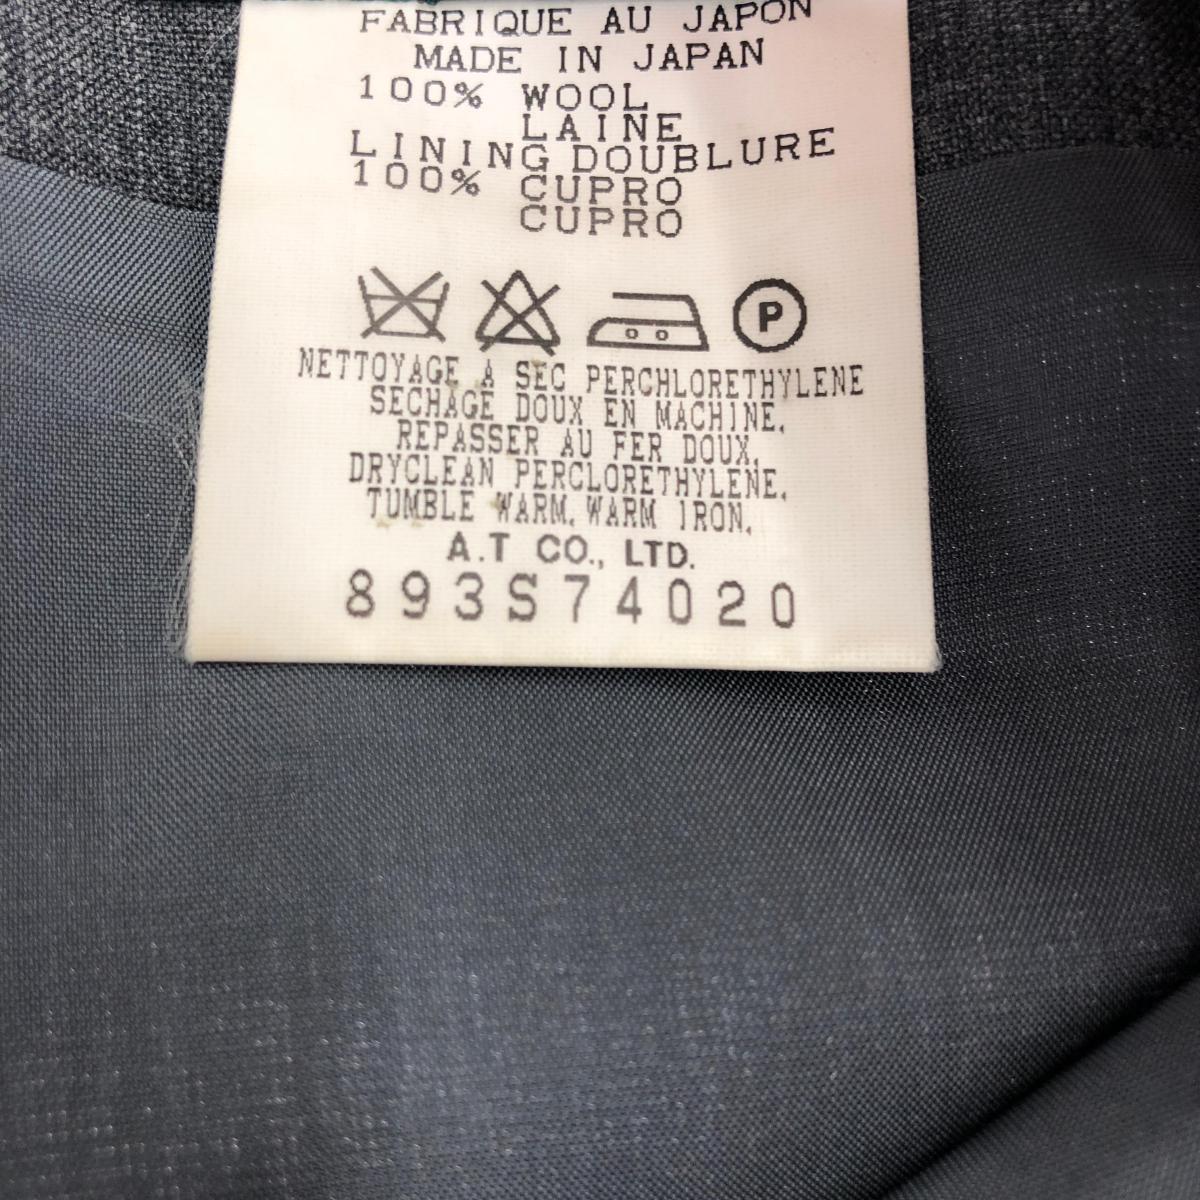 FABRIQUE AU JAPON
MADE IN JAPAN
100% WOOL
LAINE
LINING DOUBLURE
100% CUPRO
CUPRO
P
NETTOYAGE A SEC PERCHLORETHYLENE
SECHAGE DOUX EN MACHINE.
REPASSER AU FER DOUX.
DRYCLEAN PERCLORETHYLENE.
TUMBLE WARM. WARM IRON.
A.T CO., LTD.
893S74020